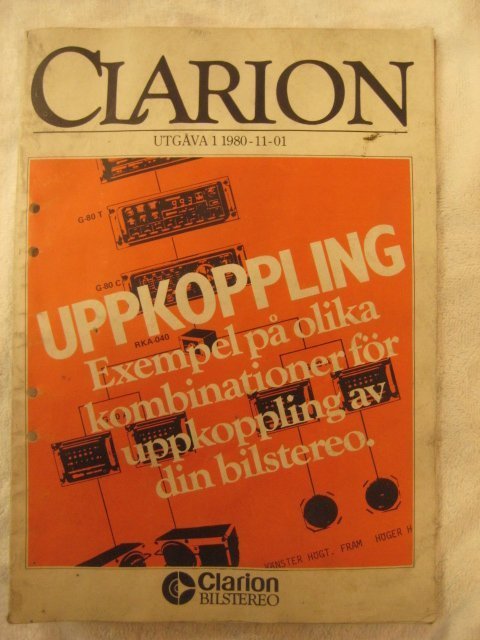 CLARION
UTGÅVA 1 1980-11-01
G-80 T
G-80 C
UPPKOPPLING
RKA-040
Exempel på olika
kombinationer för
uppkoppling av
din bilstereo.
VÄNSTER HÖGT. FRAM
HÖGER H
Clarion
BILSTEREO